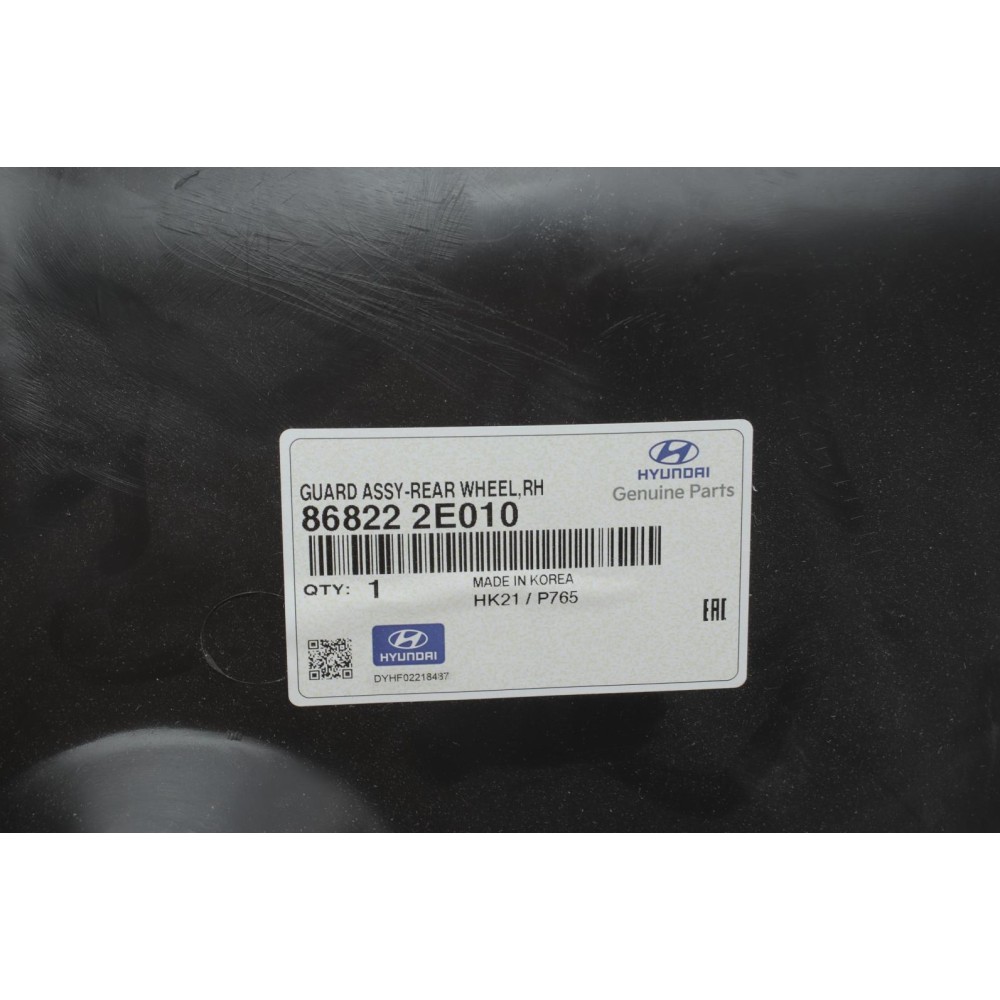 HYUNDAI
Genuine Parts
GUARD ASSY-REAR WHEEL,RH
86822 2E010
QTY: 1
MADE IN KOREA
HK21 / P765
EAC
HYUNDAI
DYHF02218487